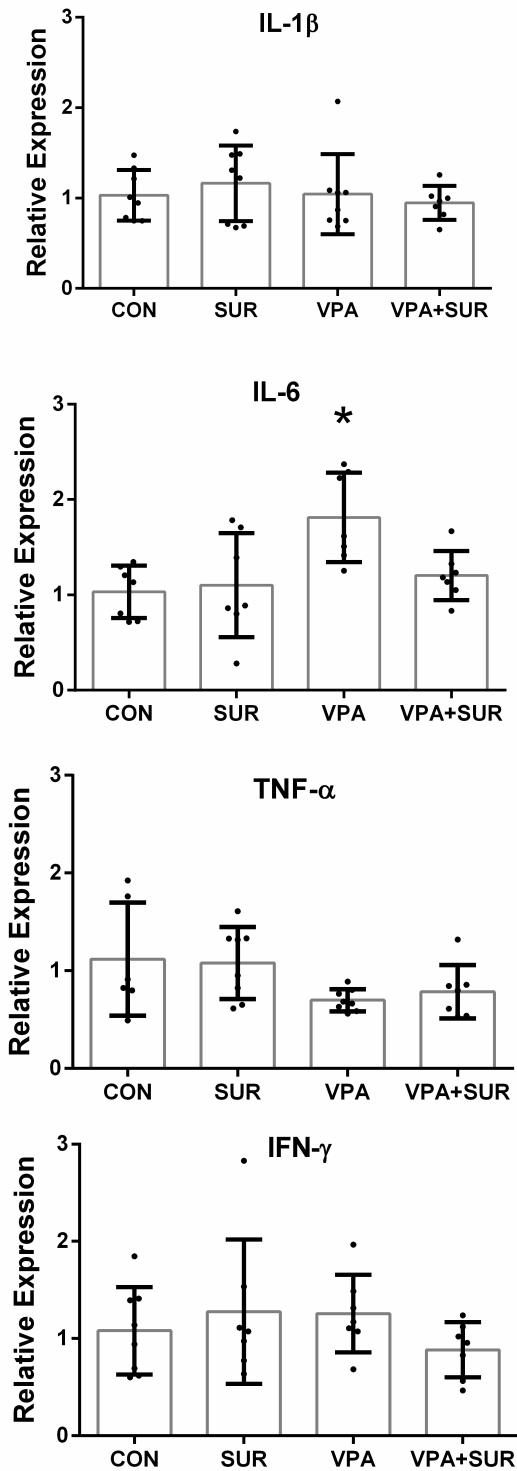 IL-1β
Relative Expression
3
2
1
0
CON SUR VPA VPA+SUR
IL-6
*
Relative Expression
3
2
1
0
CON SUR VPA VPA+SUR
TNF-α
Relative Expression
3
2
1
0
CON SUR VPA VPA+SUR
IFN-γ
Relative Expression
3
2
1
0
CON SUR VPA VPA+SUR